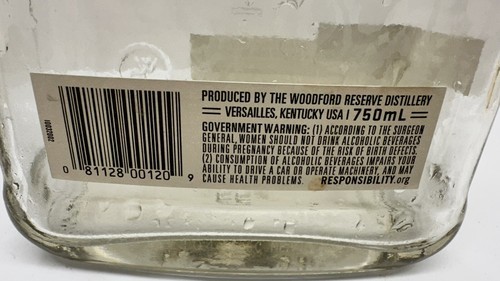 PRODUCED BY THE WOODFORD RESERVE DISTILLERY
VERSAILLES, KENTUCKY USA | 750mL
GOVERNMENT WARNING: (1) ACCORDING TO THE SURGEON
GENERAL, WOMEN SHOULD NOT DRINK ALCOHOLIC BEVERAGES
DURING PREGNANCY BECAUSE OF THE RISK OF BIRTH DEFECTS.
(2) CONSUMPTION OF ALCOHOLIC BEVERAGES IMPAIRS YOUR
ABILITY TO DRIVE A CAR OR OPERATE MACHINERY, AND MAY
CAUSE HEALTH PROBLEMS. RESPONSIBILITY.org
0 81128 00120 9